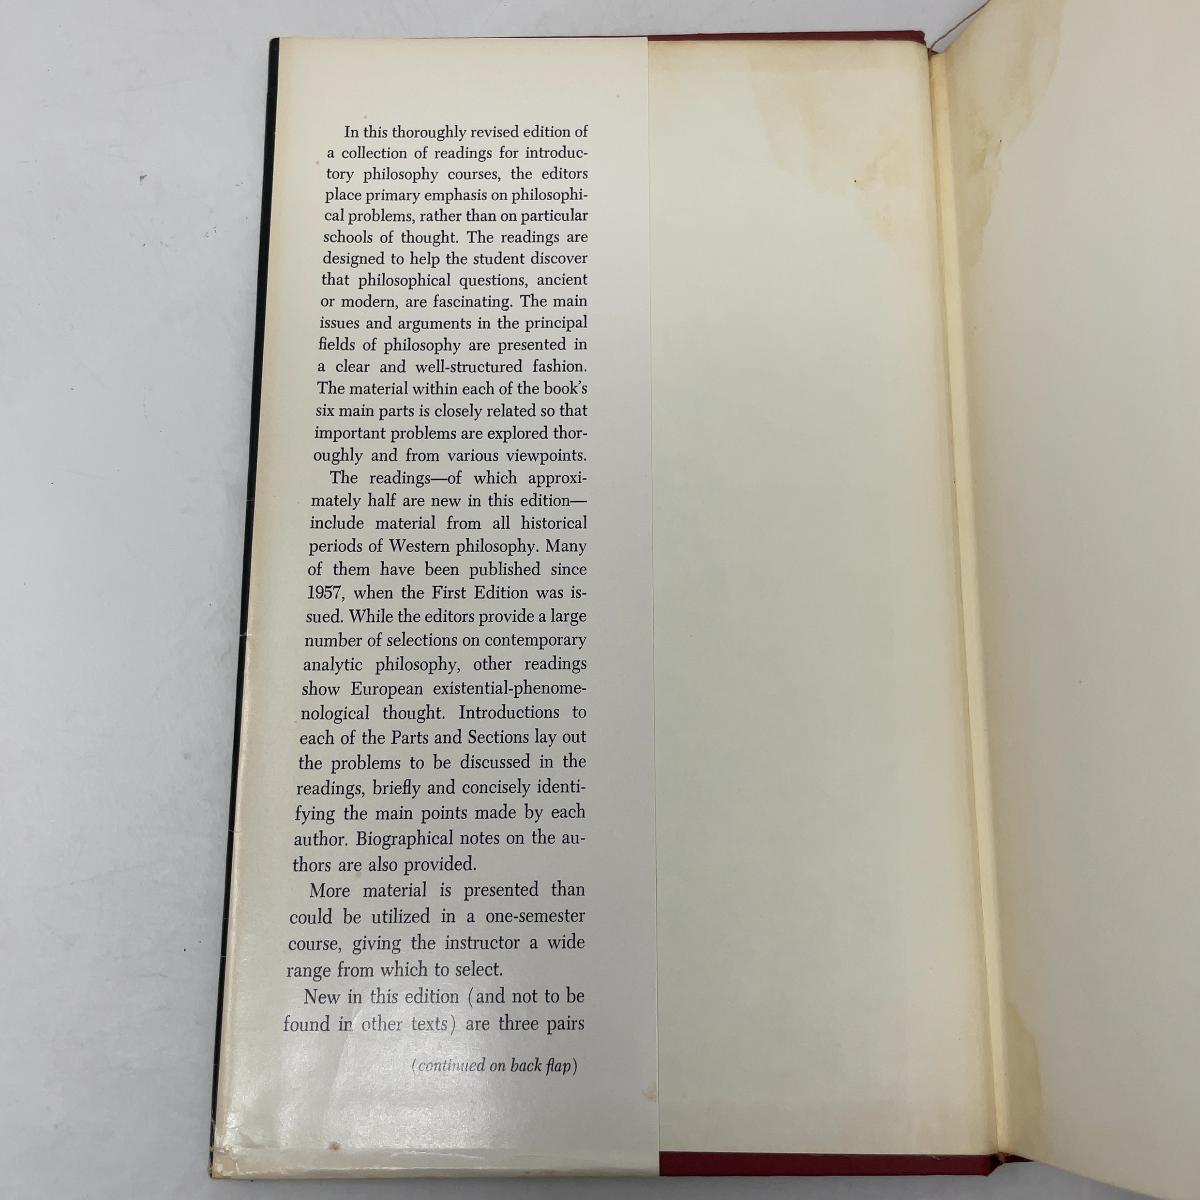 In this thoroughly revised edition of
a collection of readings for introduc-
tory philosophy courses, the editors
place primary emphasis on philosophi-
cal problems, rather than on particular
schools of thought. The readings are
designed to help the student discover
that philosophical questions, ancient
or modern, are fascinating. The main
issues and arguments in the principal
fields of philosophy are presented in
a clear and well-structured fashion.
The material within each of the book's
six main parts is closely related so that
important problems are explored thor-
oughly and from various viewpoints.
The readings—of which approxi-
mately half are new in this edition—
include material from all historical
periods of Western philosophy. Many
of them have been published since
1957, when the First Edition was is-
sued. While the editors provide a large
number of selections on contemporary
analytic philosophy, other readings
show European existential-phenome-
nological thought. Introductions to
each of the Parts and Sections lay out
the problems to be discussed in the
readings, briefly and concisely identi-
fying the main points made by each
author. Biographical notes on the au-
thors are also provided.
More material is presented than
could be utilized in a one-semester
course, giving the instructor a wide
range from which to select.
New in this edition (and not to be
found in other texts) are three pairs
(continued on back flap)